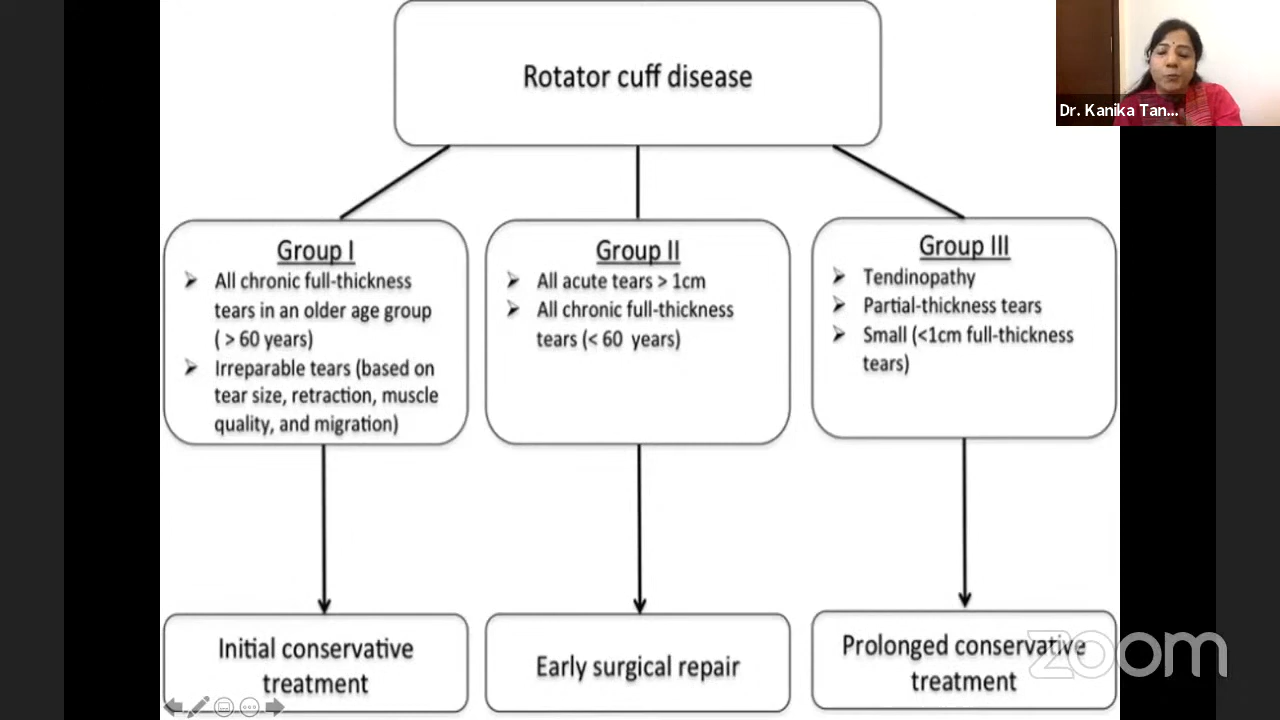 Rotator cuff disease
Dr. Kanika Tan...
Group I
➢ All chronic full-thickness
tears in an older age group
( > 60 years)
➢ Irreparable tears (based on
tear size, retraction, muscle
quality, and migration)
Group II
➢ All acute tears > 1cm
➢ All chronic full-thickness
tears (< 60 years)
Group III
➢ Tendinopathy
➢ Partial-thickness tears
➢ Small (<1cm full-thickness
tears)
Initial conservative
treatment
Early surgical repair
Prolonged conservative
treatment
zoom